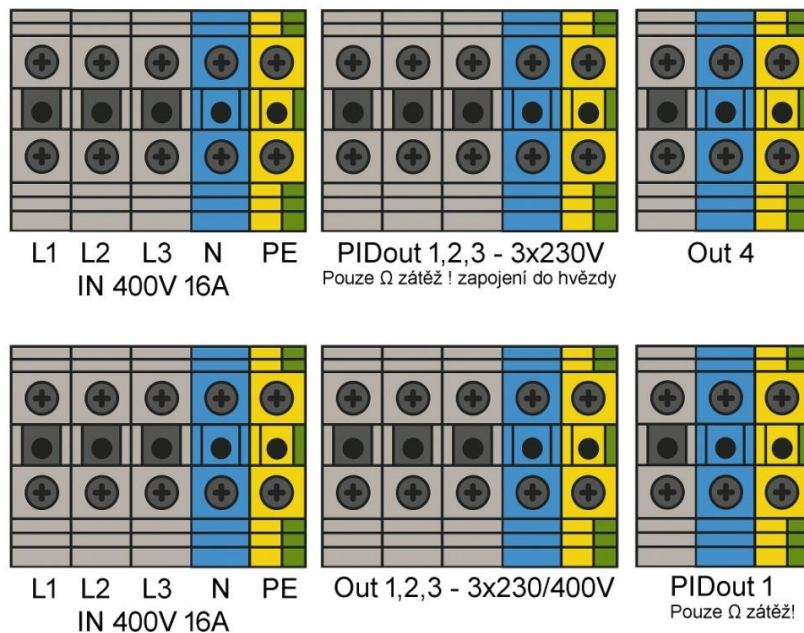 L1 L2 L3 N PE PIDout 1,2,3 - 3x230V Out 4
IN 400V 16A Pouze Ω zátěž ! zapojení do hvězdy
L1 L2 L3 N PE Out 1,2,3 - 3x230/400V PIDout 1
IN 400V 16A Pouze Ω zátěž!